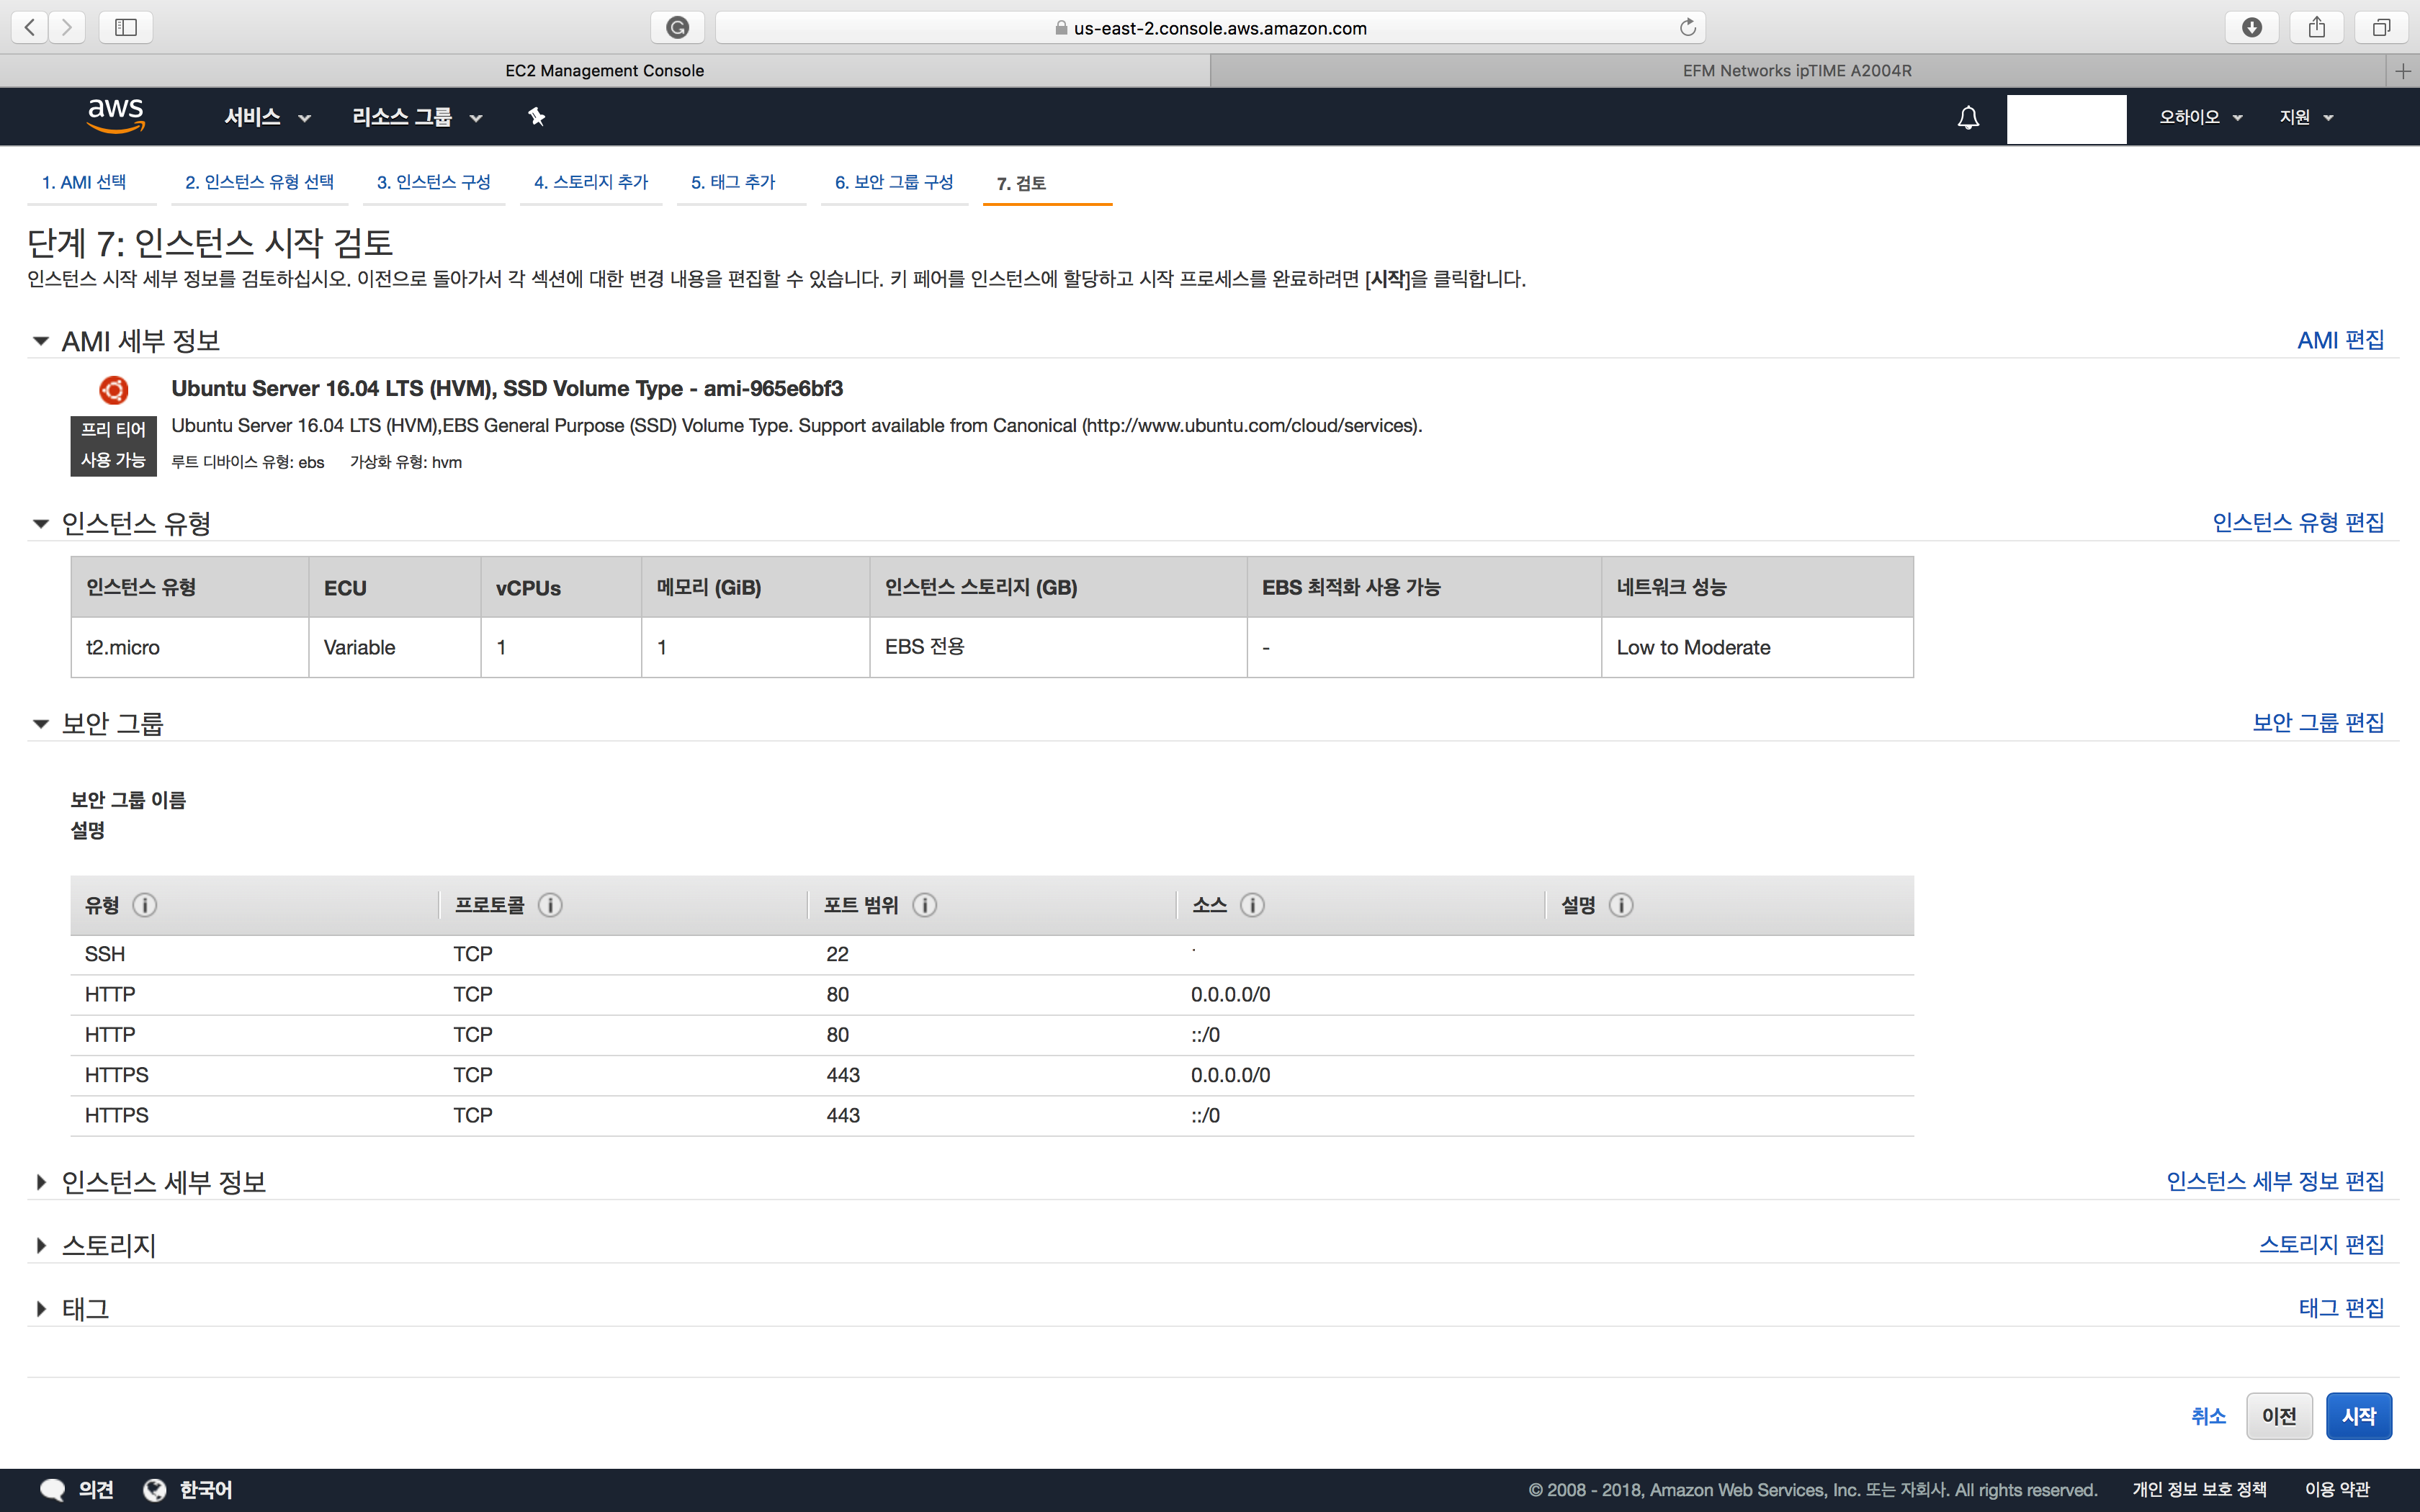 us-east-2.console.aws.amazon.com
EC2 Management Console
EFM Networks ipTIME A2004R
aws 서비스 리소스 그룹 오하이오 지원
1. AMI 선택 2. 인스턴스 유형 선택 3. 인스턴스 구성 4. 스토리지 추가 5. 태그 추가 6. 보안 그룹 구성 7. 검토
단계 7: 인스턴스 시작 검토
인스턴스 시작 세부 정보를 검토하십시오. 이전으로 돌아가서 각 섹션에 대한 변경 내용을 편집할 수 있습니다. 키 페어를 인스턴스에 할당하고 시작 프로세스를 완료하려면 [시작]을 클릭합니다.
AMI 세부 정보 AMI 편집
Ubuntu Server 16.04 LTS (HVM), SSD Volume Type - ami-965e6bf3
프리 티어
사용 가능
Ubuntu Server 16.04 LTS (HVM),EBS General Purpose (SSD) Volume Type. Support available from Canonical (http://www.ubuntu.com/cloud/services).
루트 디바이스 유형: ebs 가상화 유형: hvm
인스턴스 유형 인스턴스 유형 편집
인스턴스 유형 ECU vCPUs 메모리 (GiB) 인스턴스 스토리지 (GB) EBS 최적화 사용 가능 네트워크 성능
t2.micro Variable 1 1 EBS 전용 - Low to Moderate
보안 그룹 보안 그룹 편집
보안 그룹 이름
설명
유형 프로토콜 포트 범위 소스 설명
SSH TCP 22
HTTP TCP 80 0.0.0.0/0
HTTP TCP 80 ::/0
HTTPS TCP 443 0.0.0.0/0
HTTPS TCP 443 ::/0
인스턴스 세부 정보 인스턴스 세부 정보 편집
스토리지 스토리지 편집
태그 태그 편집
취소 이전 시작
의견 한국어 © 2008 - 2018, Amazon Web Services, Inc. 또는 자회사. All rights reserved. 개인 정보 보호 정책 이용 약관